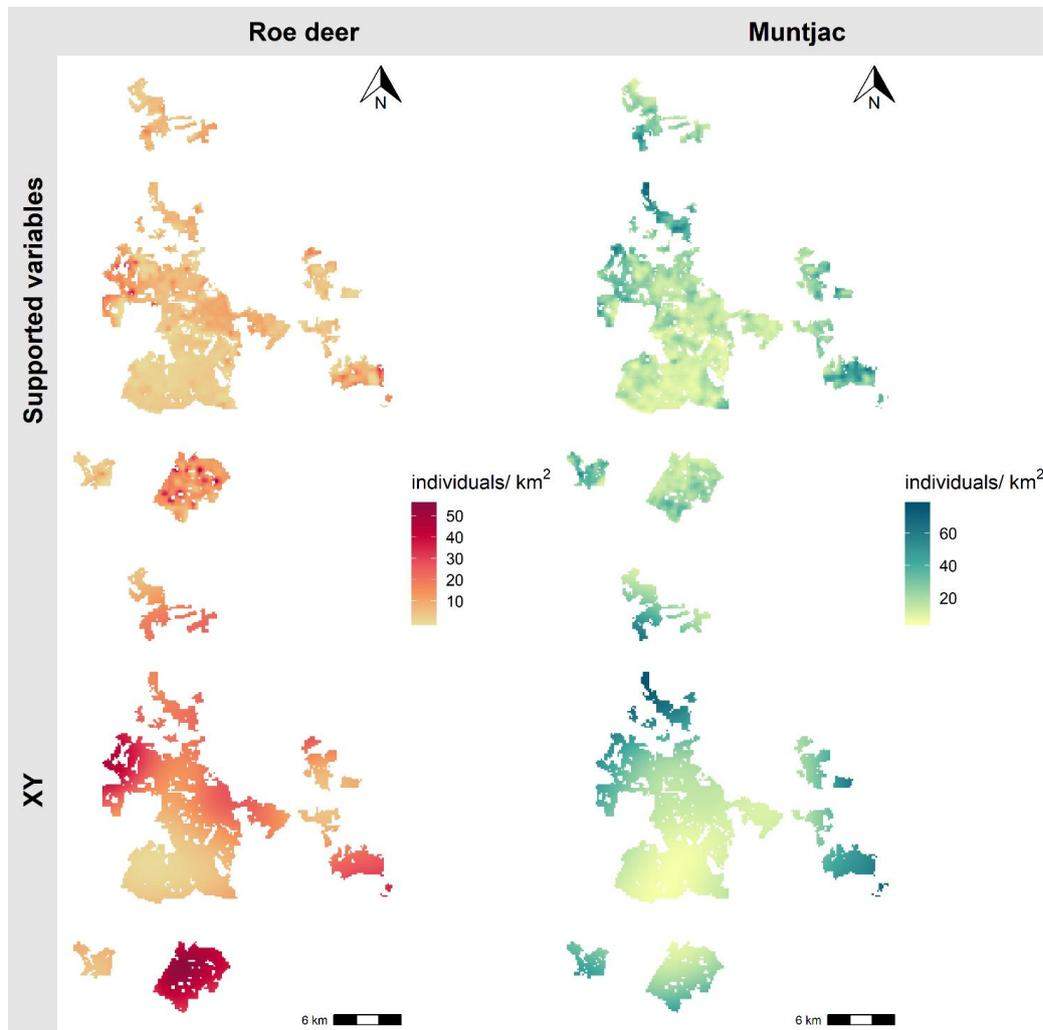 Roe deer
Muntjac
N
N
Supported variables
individuals/ km²
50
40
30
20
10
individuals/ km²
60
40
20
XY
6 km
6 km